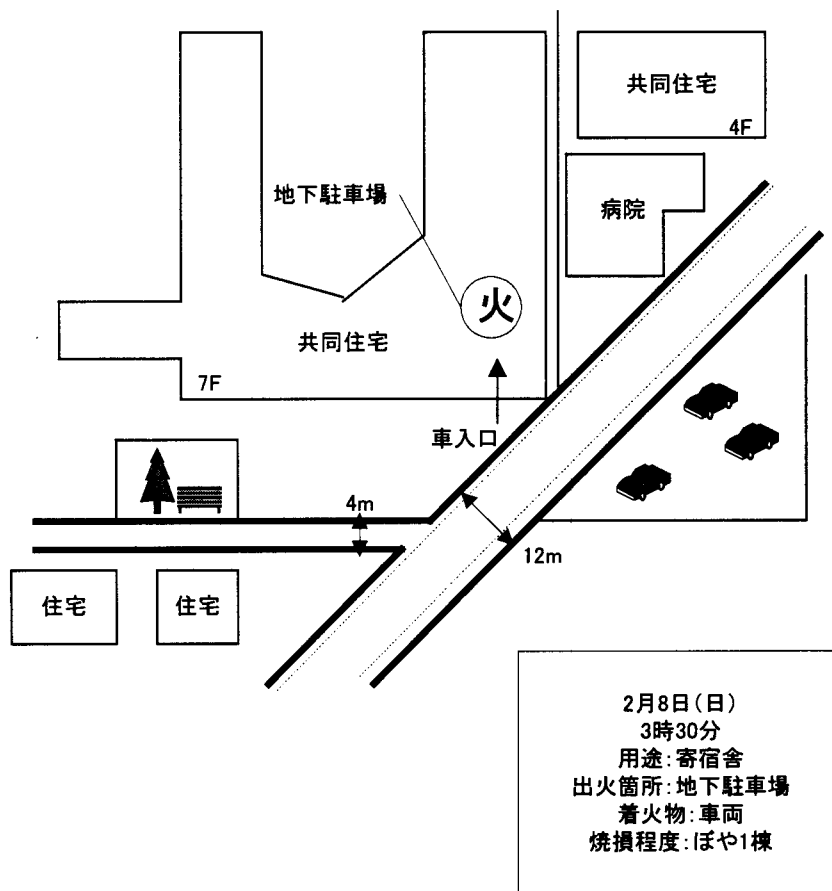 共同住宅
4F
地下駐車場
病院
火
共同住宅
7F
車入口
4m
12m
住宅
住宅
2月8日(日)
3時30分
用途:寄宿舎
出火箇所:地下駐車場
着火物:車両
焼損程度:ぼや1棟